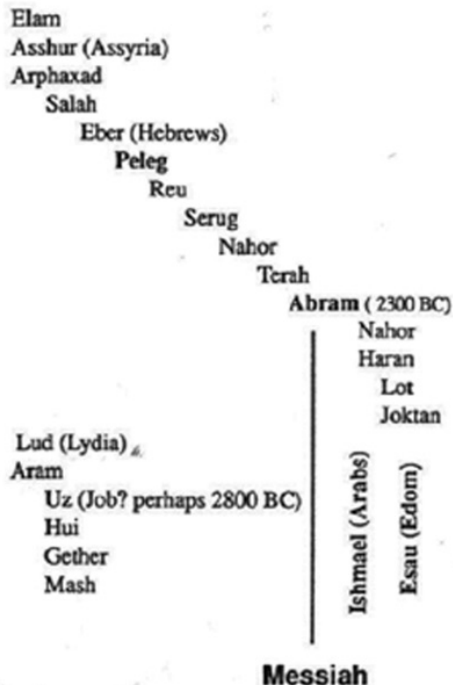 Elam
Asshur (Assyria)
Arphaxad
Salah
Eber (Hebrews)
Peleg
Reu
Serug
Nahor
Terah
Abram ( 2300 BC)
Nahor
Haran
Lot
Joktan
Lud (Lydia)
Aram
Uz (Job? perhaps 2800 BC)
Hui
Gether
Mash
Ishmael (Arabs)
Esau (Edom)
Messiah